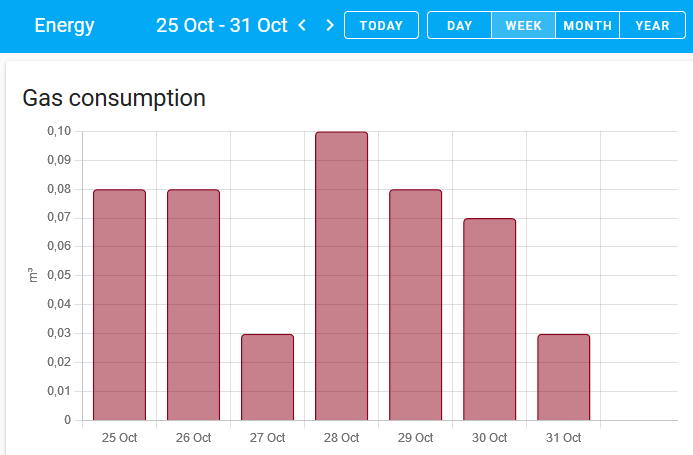 Energy 25 Oct - 31 Oct TODAY DAY WEEK MONTH YEAR
Gas consumption
0,10
0,09
0,08
0,07
0,06
0,05
0,04
0,03
0,02
0,01
0
m³
25 Oct 26 Oct 27 Oct 28 Oct 29 Oct 30 Oct 31 Oct